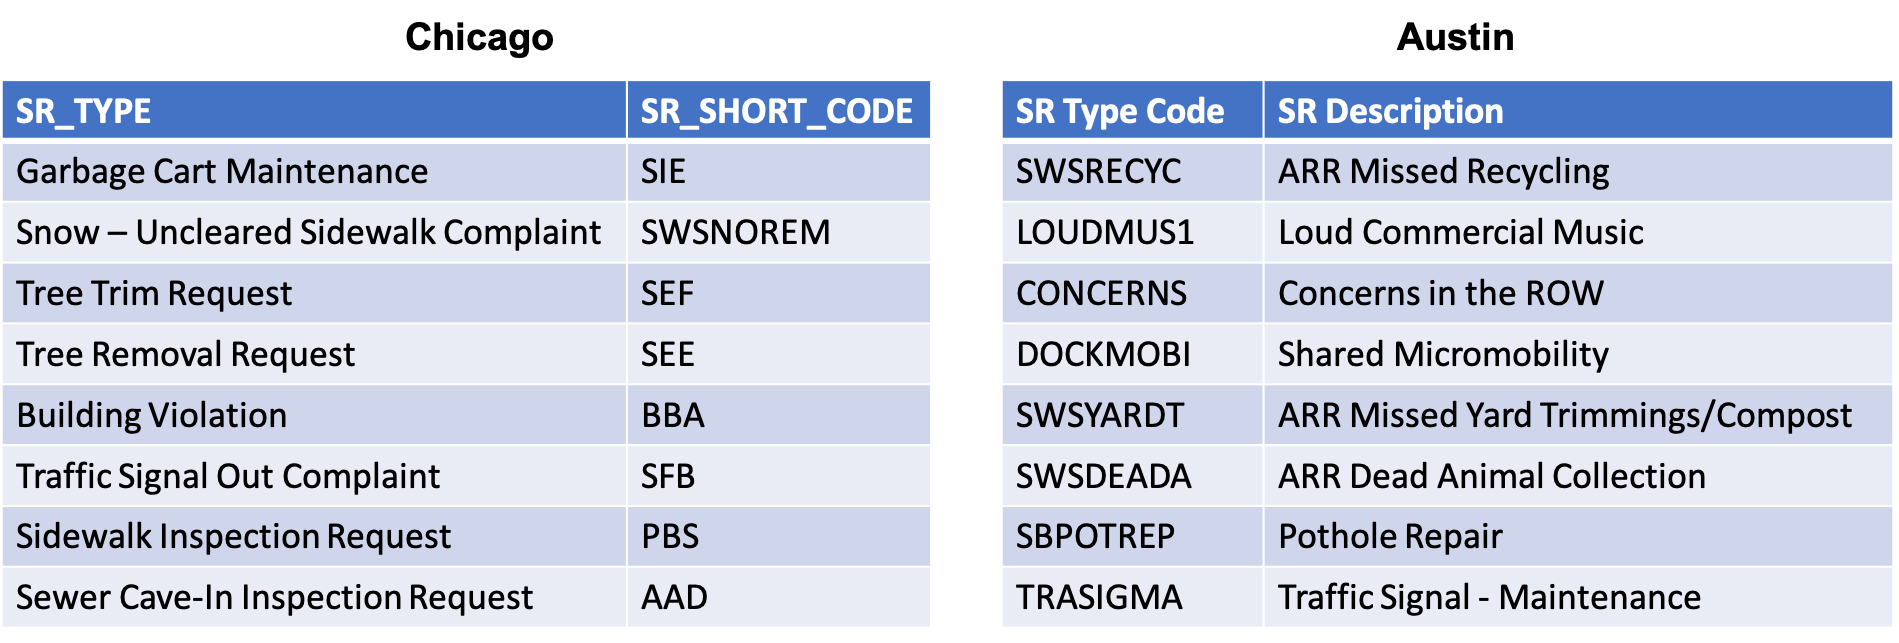 Chicago
SR_TYPE SR_SHORT_CODE
Garbage Cart Maintenance SIE
Snow – Uncleared Sidewalk Complaint SWSNOREM
Tree Trim Request SEF
Tree Removal Request SEE
Building Violation BBA
Traffic Signal Out Complaint SFB
Sidewalk Inspection Request PBS
Sewer Cave-In Inspection Request AAD
Austin
SR Type Code SR Description
SWSRECYC ARR Missed Recycling
LOUDMUS1 Loud Commercial Music
CONCERNS Concerns in the ROW
DOCKMOBI Shared Micromobility
SWSYARDT ARR Missed Yard Trimmings/Compost
SWSDEADA ARR Dead Animal Collection
SBPOTREP Pothole Repair
TRASIGMA Traffic Signal - Maintenance